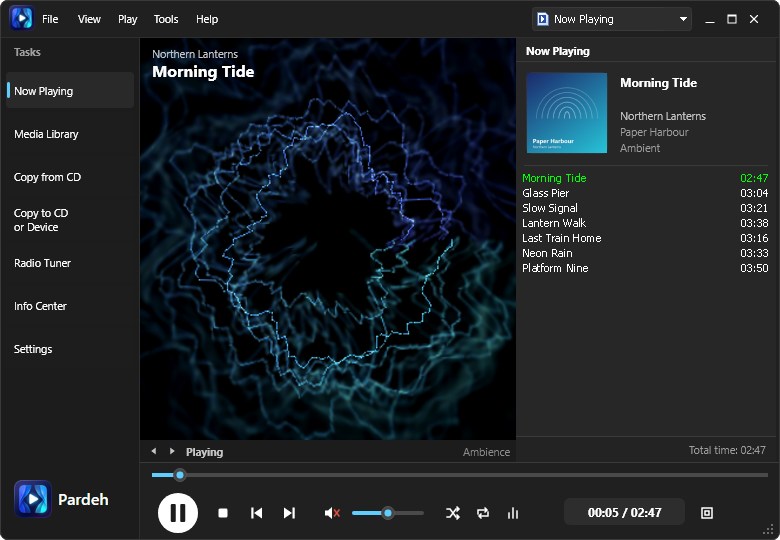 File View Play Tools Help
Now Playing
Tasks
Now Playing
Media Library
Copy from CD
Copy to CD
or Device
Radio Tuner
Info Center
Settings
Pardeh
Northern Lanterns
Morning Tide
Playing
Ambience
Now Playing
Paper Harbour
Northern Lanterns
Morning Tide
Northern Lanterns
Paper Harbour
Ambient
Morning Tide 02:47
Glass Pier 03:04
Slow Signal 03:21
Lantern Walk 03:38
Last Train Home 03:16
Neon Rain 03:33
Platform Nine 03:50
Total time: 02:47
00:05 / 02:47